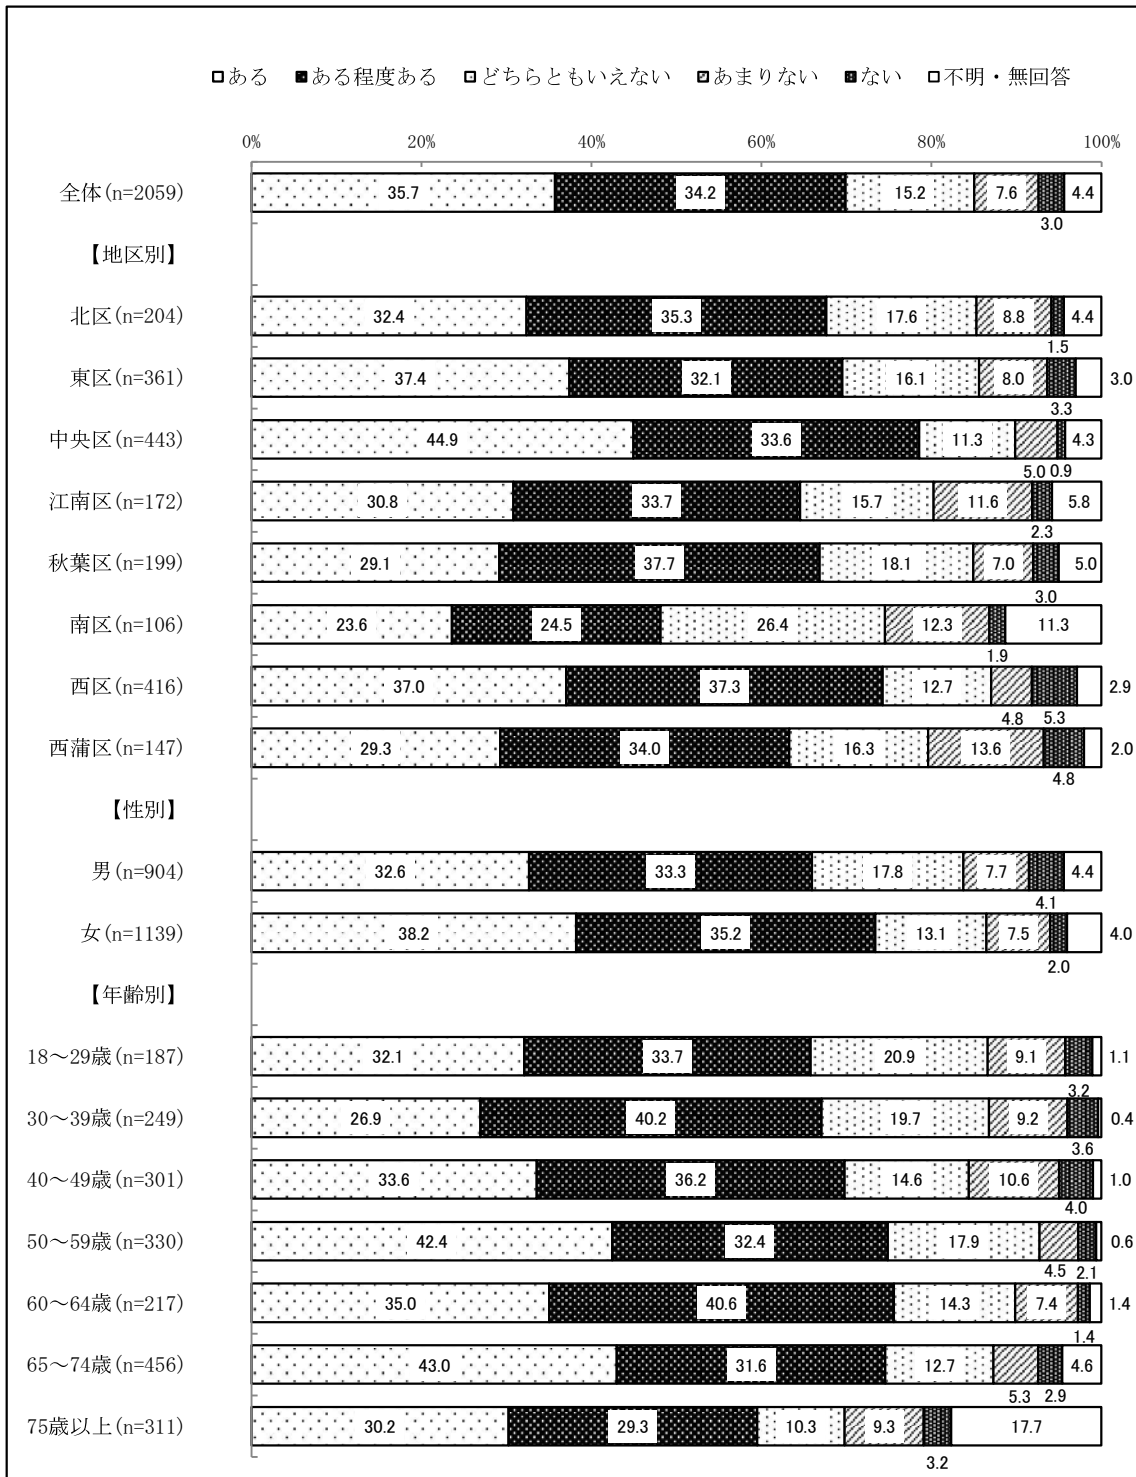 ある ある程度ある どちらともいえない あまりない ない 不明・無回答
0% 20% 40% 60% 80% 100%
全体(n=2059) 35.7 34.2 15.2 7.6 4.4
3.0
【地区別】
北区(n=204) 32.4 35.3 17.6 8.8 4.4
1.5
東区(n=361) 37.4 32.1 16.1 8.0 3.0
3.3
中央区(n=443) 44.9 33.6 11.3 4.3
5.0 0.9
江南区(n=172) 30.8 33.7 15.7 11.6 5.8
2.3
秋葉区(n=199) 29.1 37.7 18.1 7.0 5.0
3.0
南区(n=106) 23.6 24.5 26.4 12.3 11.3
1.9
西区(n=416) 37.0 37.3 12.7 2.9
4.8 5.3
西蒲区(n=147) 29.3 34.0 16.3 13.6 2.0
4.8
【性別】
男(n=904) 32.6 33.3 17.8 7.7 4.4
4.1
女(n=1139) 38.2 35.2 13.1 7.5 4.0
2.0
【年齢別】
18～29歳(n=187) 32.1 33.7 20.9 9.1 1.1
3.2
30～39歳(n=249) 26.9 40.2 19.7 9.2 0.4
3.6
40～49歳(n=301) 33.6 36.2 14.6 10.6 1.0
4.0
50～59歳(n=330) 42.4 32.4 17.9 0.6
4.5 2.1
60～64歳(n=217) 35.0 40.6 14.3 7.4 1.4
1.4
65～74歳(n=456) 43.0 31.6 12.7 4.6
5.3 2.9
75歳以上(n=311) 30.2 29.3 10.3 9.3 17.7
3.2